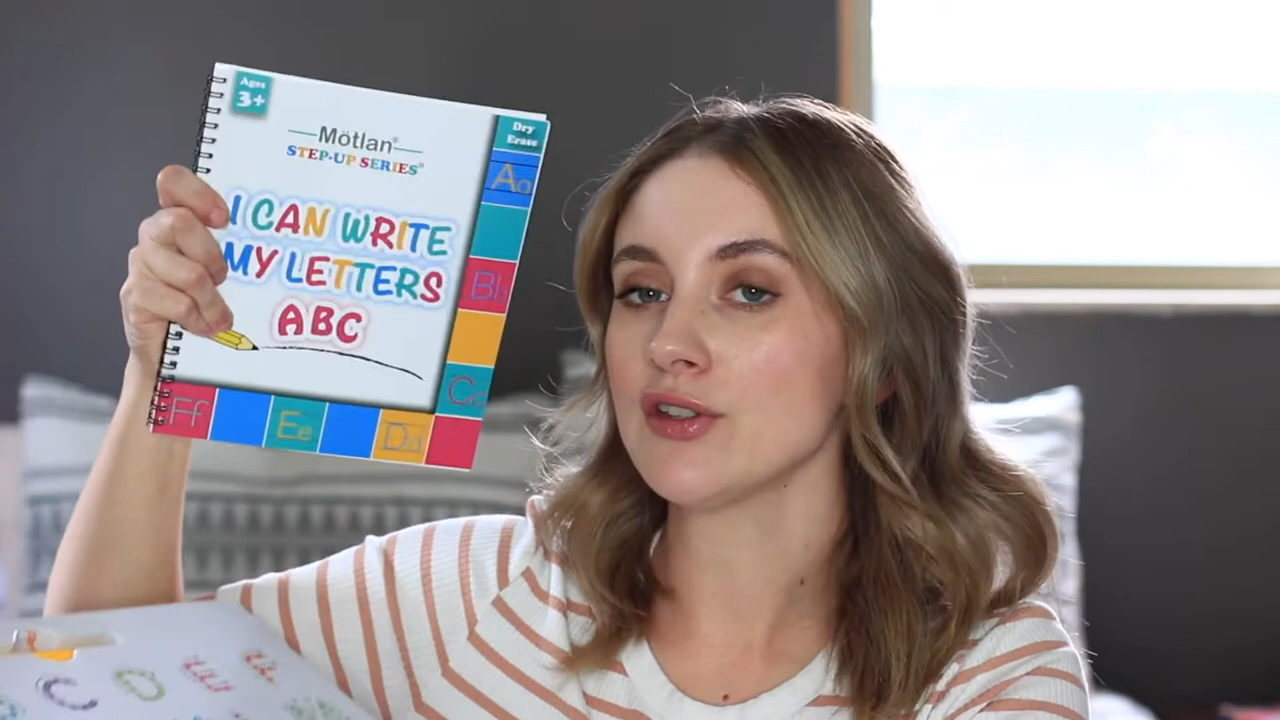 Ages
3+
Mötlan®
STEP-UP SERIES®
I CAN WRITE
MY LETTERS
ABC
Dry
Erase
Aa
Bb
Cc
Dd
Ee
Ff